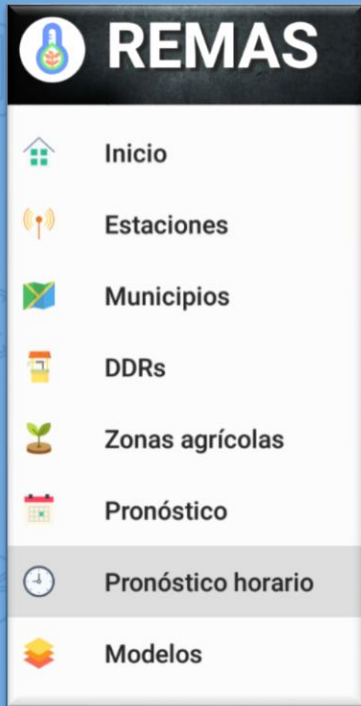 REMAS
Inicio
Estaciones
Municipios
DDRs
Zonas agrícolas
Pronóstico
Pronóstico horario
Modelos